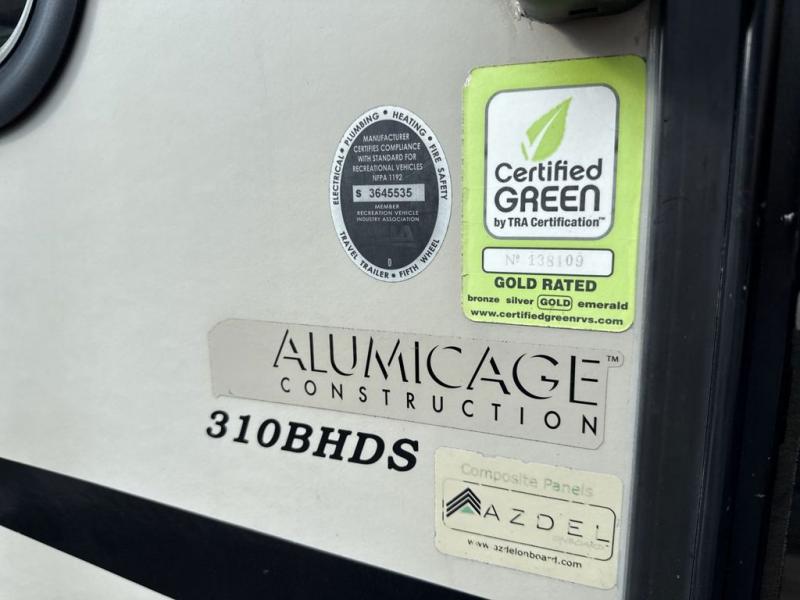 ELECTRICAL • PLUMBING • HEATING • FIRE SAFETY
MANUFACTURER
CERTIFIES COMPLIANCE
WITH STANDARD FOR
RECREATIONAL VEHICLES
NFPA 1192
S 3645535
MEMBER
RECREATION VEHICLE
INDUSTRY ASSOCIATION
D
TRAVEL TRAILER • FIFTH WHEEL
Certified
GREEN
by TRA Certification™
Nº 138109
GOLD RATED
bronze silver GOLD emerald
www.certifiedgreenrvs.com
ALUMICAGE™
CONSTRUCTION
310BHDS
Composite Panels
AZDEL
www.azdelonboard.com